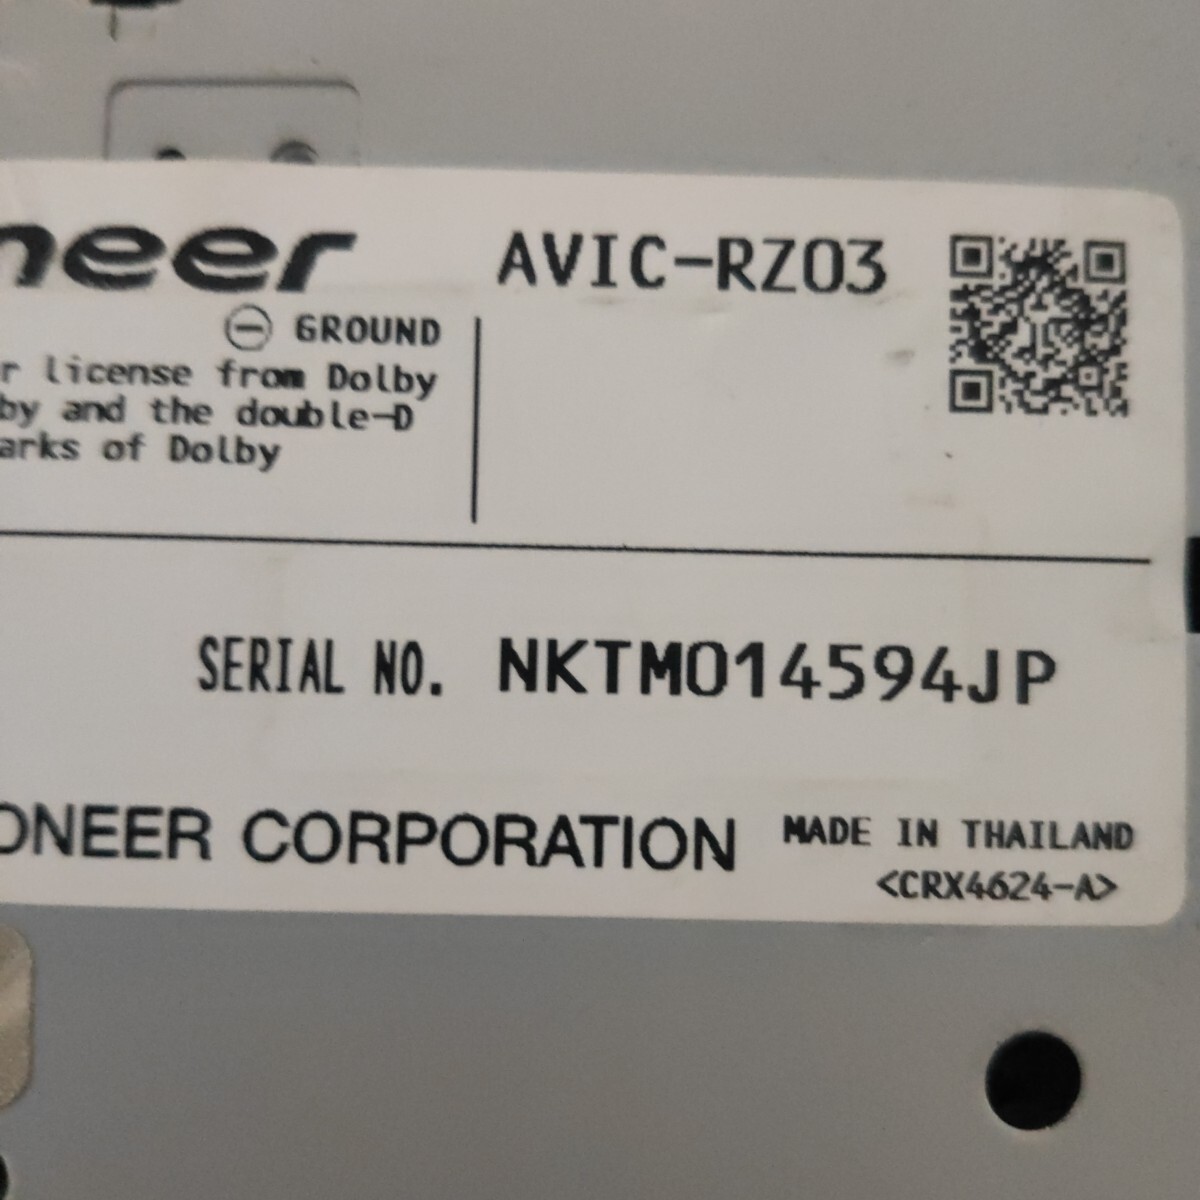 neer AVIC-RZ03
⊖ GROUND
r license from Dolby
by and the double-D
arks of Dolby
SERIAL NO. NKTM014594JP
ONEER CORPORATION MADE IN THAILAND
<CRX4624-A>